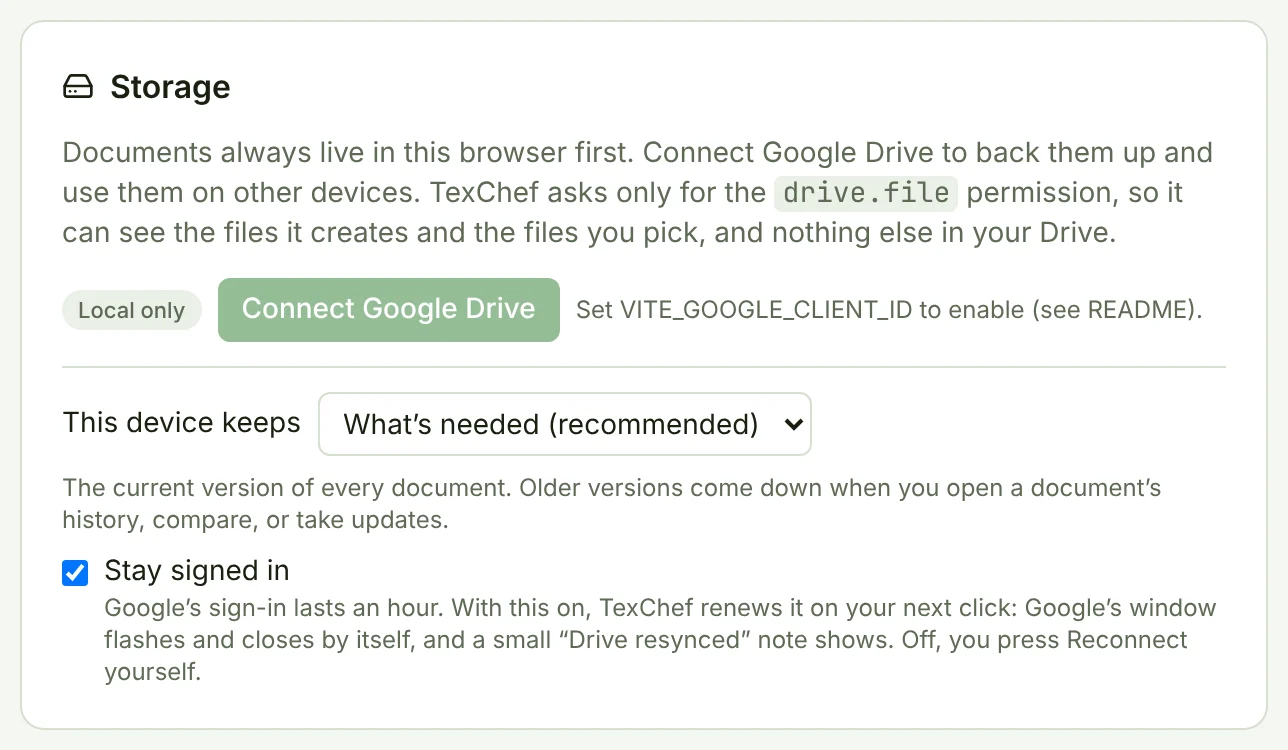 Storage
Documents always live in this browser first. Connect Google Drive to back them up and
use them on other devices. TexChef asks only for the drive.file permission, so it
can see the files it creates and the files you pick, and nothing else in your Drive.
Local only Connect Google Drive Set VITE_GOOGLE_CLIENT_ID to enable (see README).
This device keeps What’s needed (recommended)
The current version of every document. Older versions come down when you open a document’s
history, compare, or take updates.
Stay signed in
Google’s sign-in lasts an hour. With this on, TexChef renews it on your next click: Google’s window
flashes and closes by itself, and a small “Drive resynced” note shows. Off, you press Reconnect
yourself.